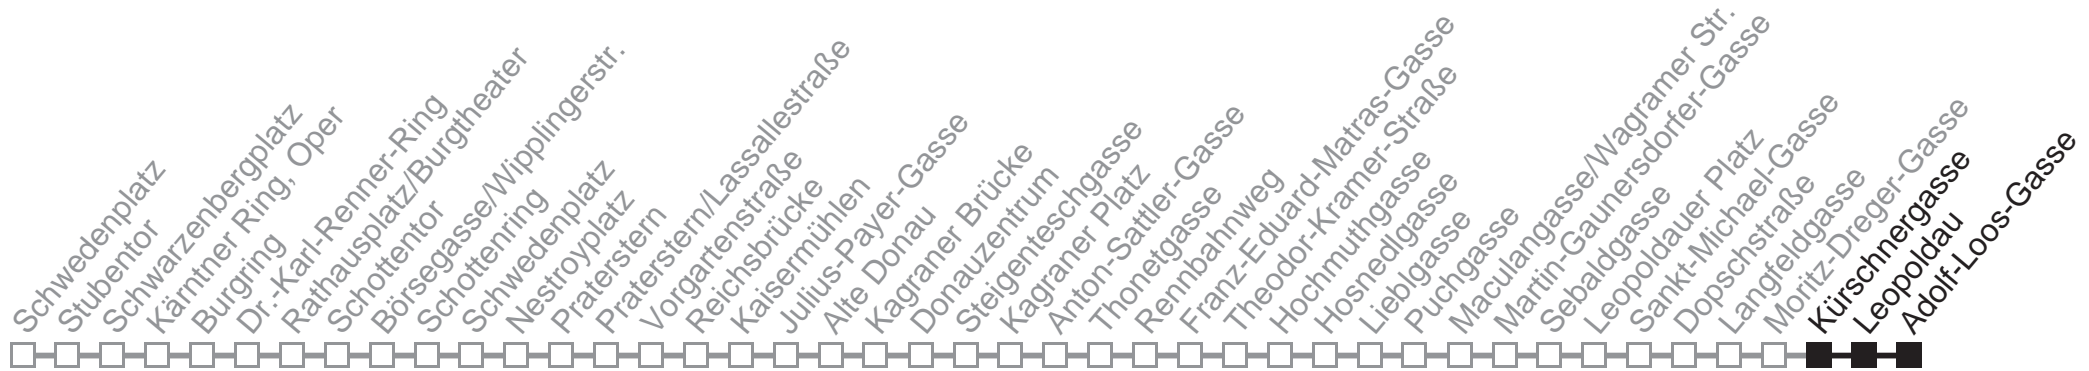 Schwedenplatz
Stubentor
Schwarzenbergplatz
Kärntner Ring, Oper
Burgring
Dr.-Karl-Renner-Ring
Rathausplatz/Burgtheater
Schottentor
Börsegasse/Wipplingerstr.
Schottenring
Schwedenplatz
Nestroyplatz
Praterstern
Praterstern/Lassallestraße
Vorgartenstraße
Reichsbrücke
Kaisermühlen
Julius-Payer-Gasse
Alte Donau
Kagraner Brücke
Donauzentrum
Steigenteschgasse
Kagraner Platz
Anton-Sattler-Gasse
Thonetgasse
Rennbahnweg
Franz-Eduard-Matras-Gasse
Theodor-Kramer-Straße
Hochmuthgasse
Hosnedlgasse
Lieblgasse
Puchgasse
Maculangasse/Wagramer Str.
Martin-Gaunersdorfer-Gasse
Sebaldgasse
Leopoldauer Platz
Sankt-Michael-Gasse
Dopschstraße
Langfeldgasse
Moritz-Dreger-Gasse
Kürschnergasse
Leopoldau
Adolf-Loos-Gasse